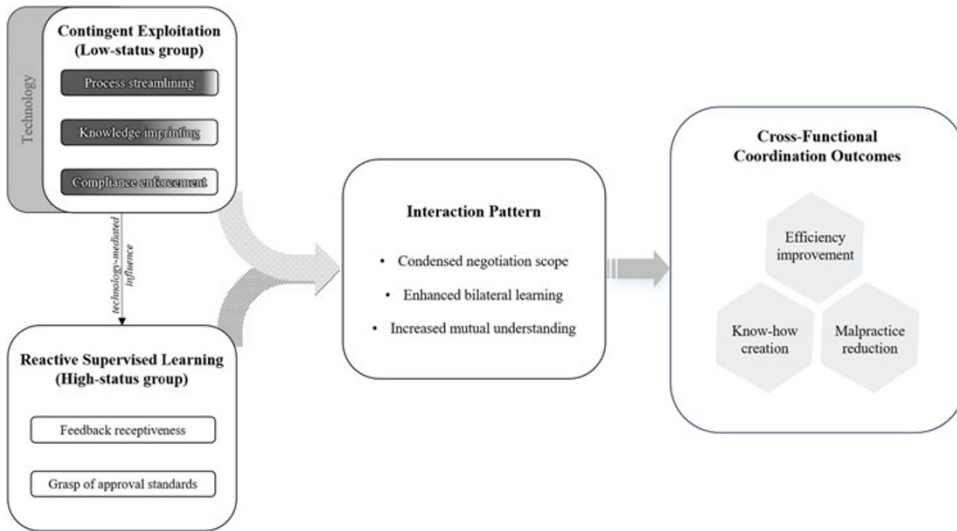 Technology
Contingent Exploitation
(Low-status group)
Process streamlining
Knowledge imprinting
Compliance enforcement
technology-mediated
influence
Reactive Supervised Learning
(High-status group)
Feedback receptiveness
Grasp of approval standards
Interaction Pattern
• Condensed negotiation scope
• Enhanced bilateral learning
• Increased mutual understanding
Cross-Functional
Coordination Outcomes
Efficiency
improvement
Know-how
creation
Malpractice
reduction